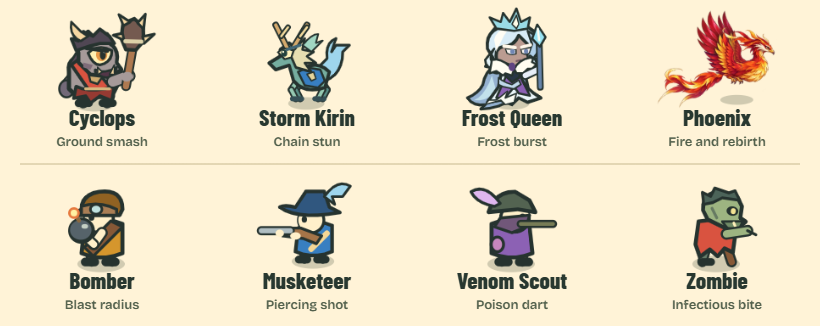 Cyclops
Ground smash
Storm Kirin
Chain stun
Frost Queen
Frost burst
Phoenix
Fire and rebirth
Bomber
Blast radius
Musketeer
Piercing shot
Venom Scout
Poison dart
Zombie
Infectious bite